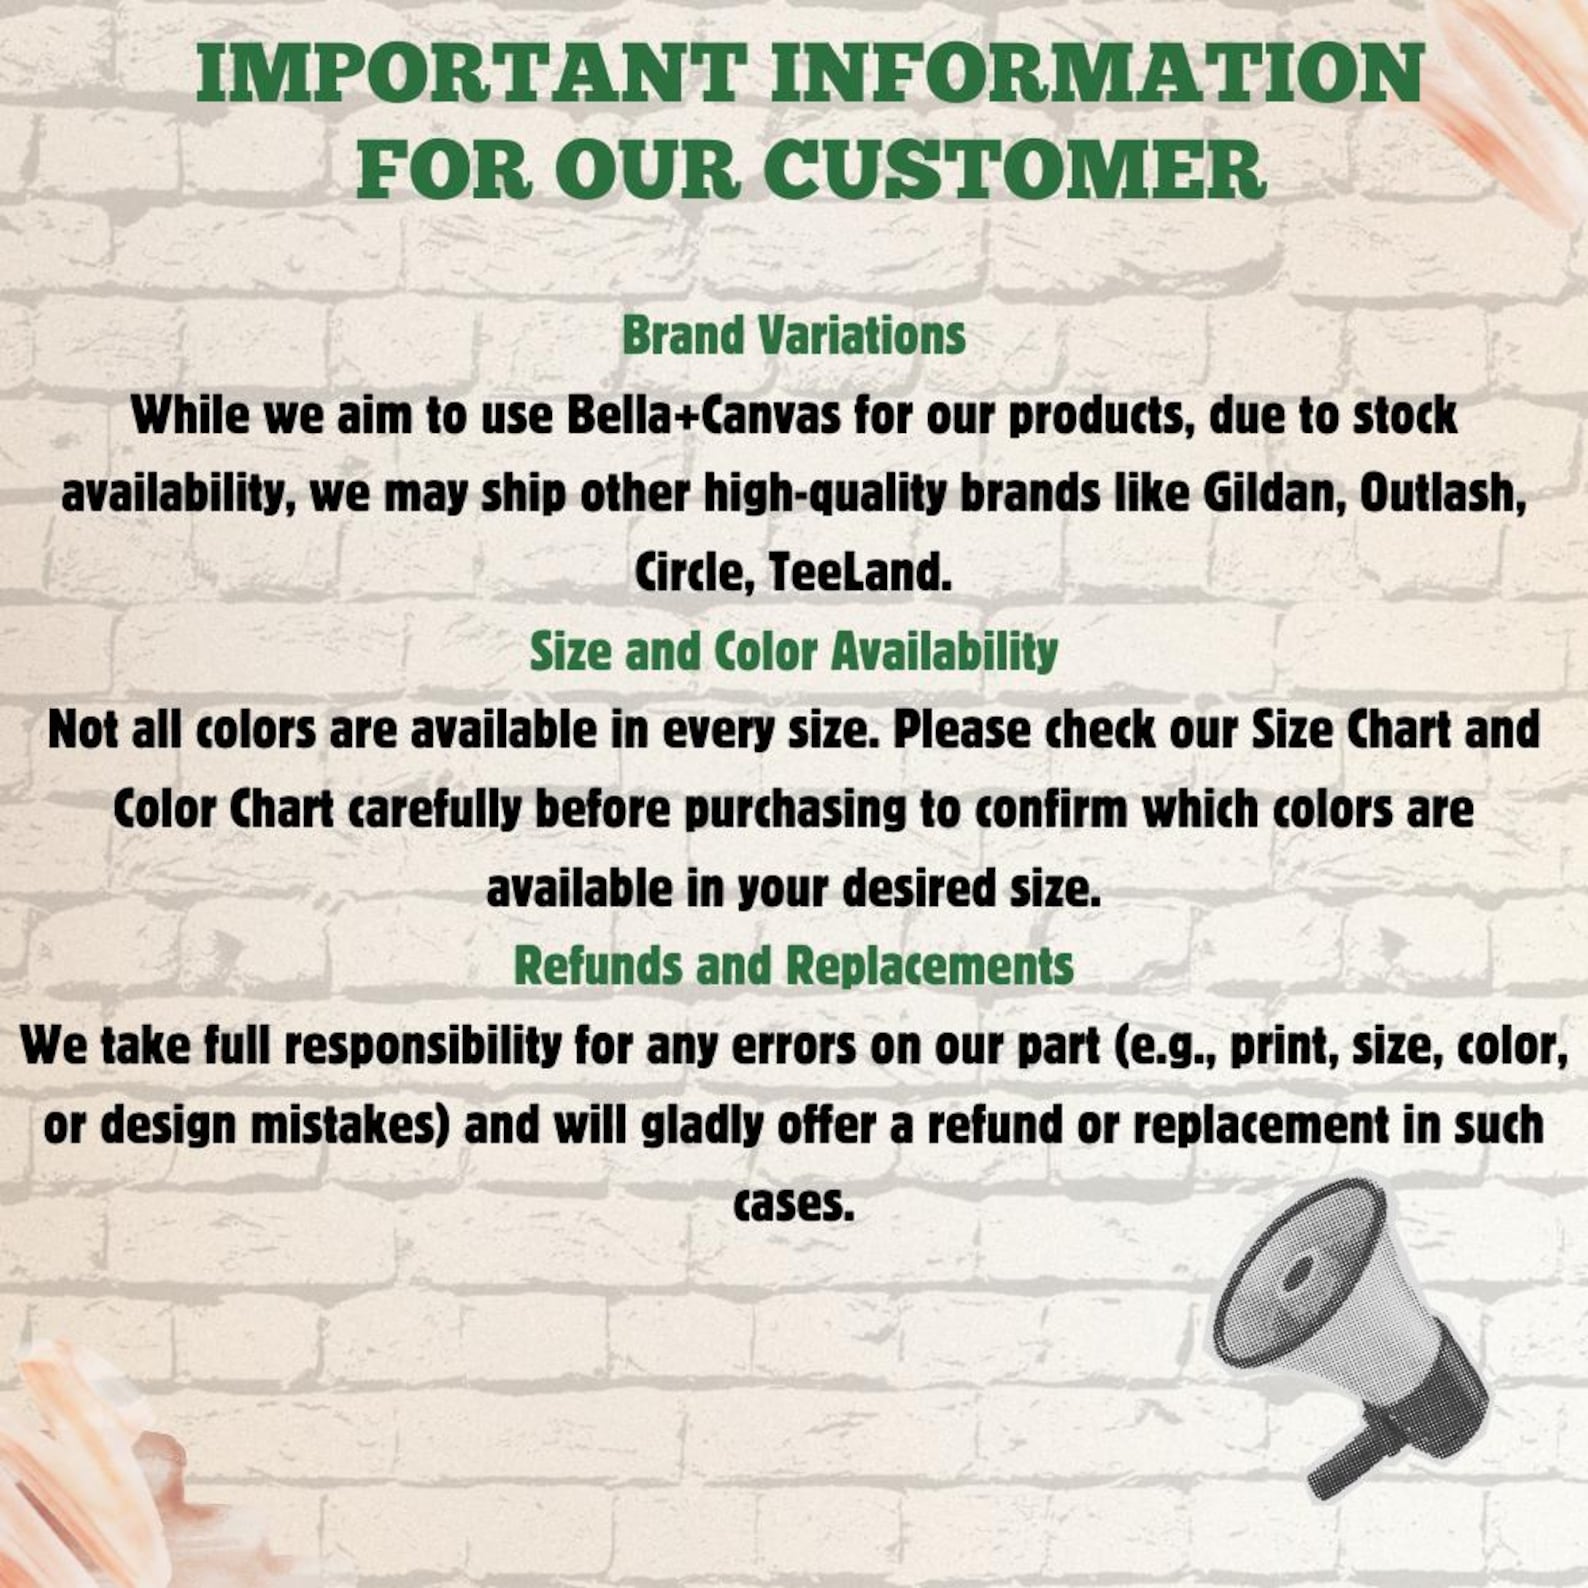 IMPORTANT INFORMATION
FOR OUR CUSTOMER
Brand Variations
While we aim to use Bella+Canvas for our products, due to stock
availability, we may ship other high-quality brands like Gildan, Outlash,
Circle, TeeLand.
Size and Color Availability
Not all colors are available in every size. Please check our Size Chart and
Color Chart carefully before purchasing to confirm which colors are
available in your desired size.
Refunds and Replacements
We take full responsibility for any errors on our part (e.g., print, size, color,
or design mistakes) and will gladly offer a refund or replacement in such
cases.